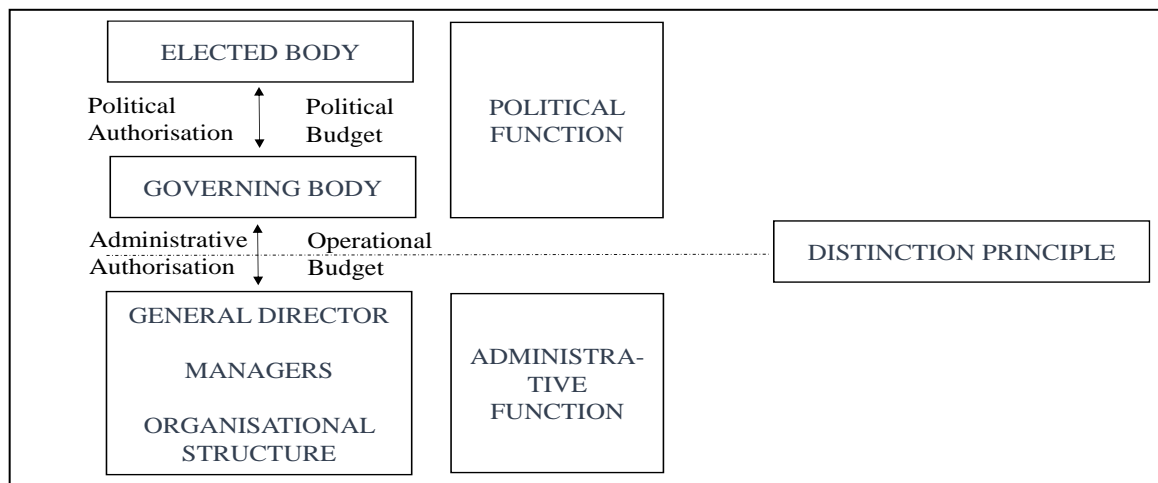 ELECTED BODY
Political
Authorisation
Political
Budget
POLITICAL
FUNCTION
GOVERNING BODY
Administrative
Authorisation
Operational
Budget
DISTINCTION PRINCIPLE
GENERAL DIRECTOR
MANAGERS
ORGANISATIONAL
STRUCTURE
ADMINISTRA-
TIVE
FUNCTION